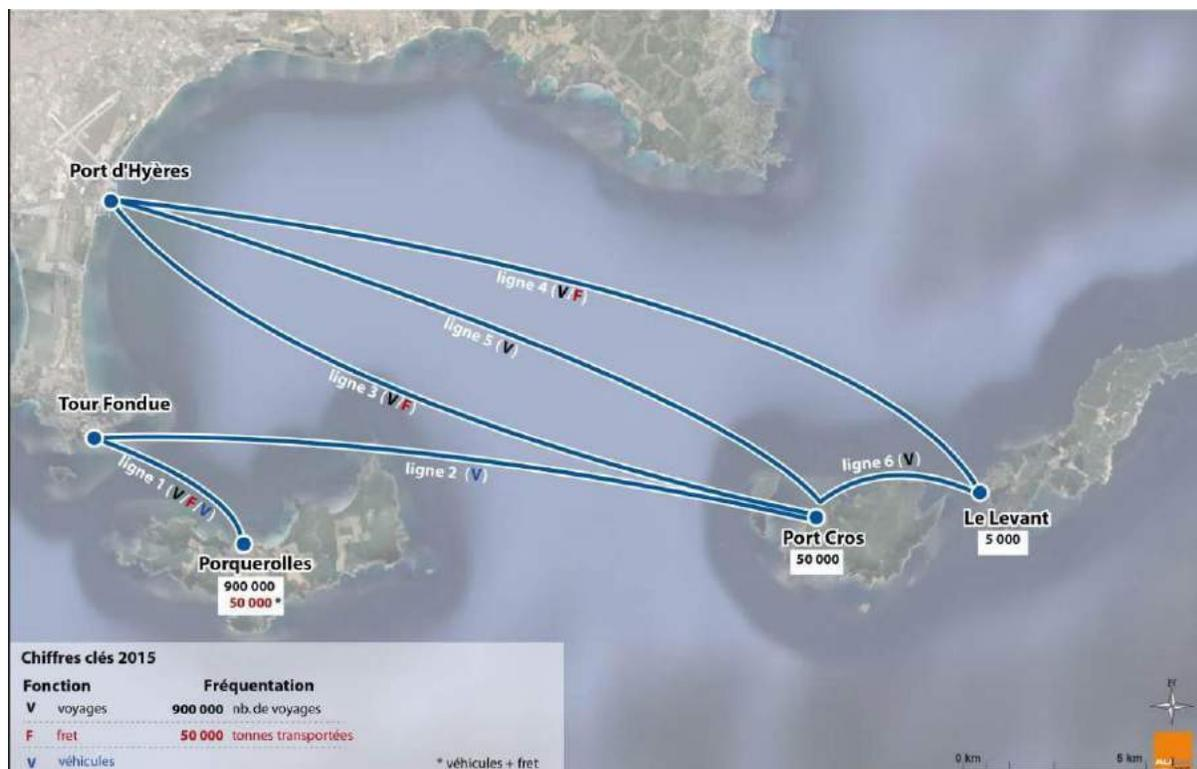 Port d'Hyères
ligne 4 (V/F)
ligne 5 (V)
ligne 3 (V/F)
Tour Fondue
ligne 2 (V)
ligne 1 (V/F/V)
ligne 6 (V)
Le Levant
5 000
Port Cros
50 000
Porquerolles
900 000
50 000 *
Chiffres clés 2015
Fonction Fréquentation
V voyages 900 000 nb. de voyages
F fret 50 000 tonnes transportées
V véhicules * véhicules + fret
N
0 km 5 km